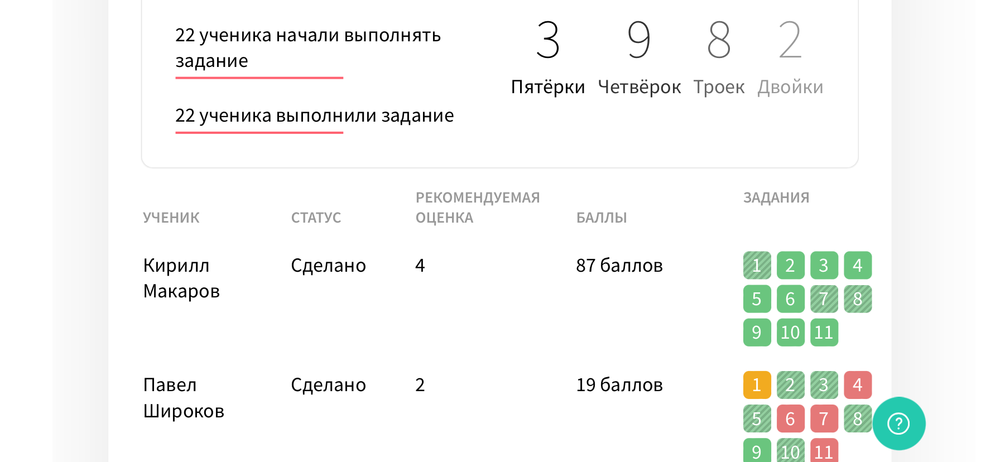 22 ученика начали выполнять
задание
22 ученика выполнили задание
3 9 8 2
Пятёрки Четвёрок Троек Двойки
УЧЕНИК СТАТУС РЕКОМЕНДУЕМАЯ ОЦЕНКА БАЛЛЫ ЗАДАНИЯ
Кирилл Макаров Сделано 4 87 баллов
1 2 3 4
5 6 7 8
9 10 11
Павел Широков Сделано 2 19 баллов
1 2 3 4
5 6 7 8
9 10 11
?